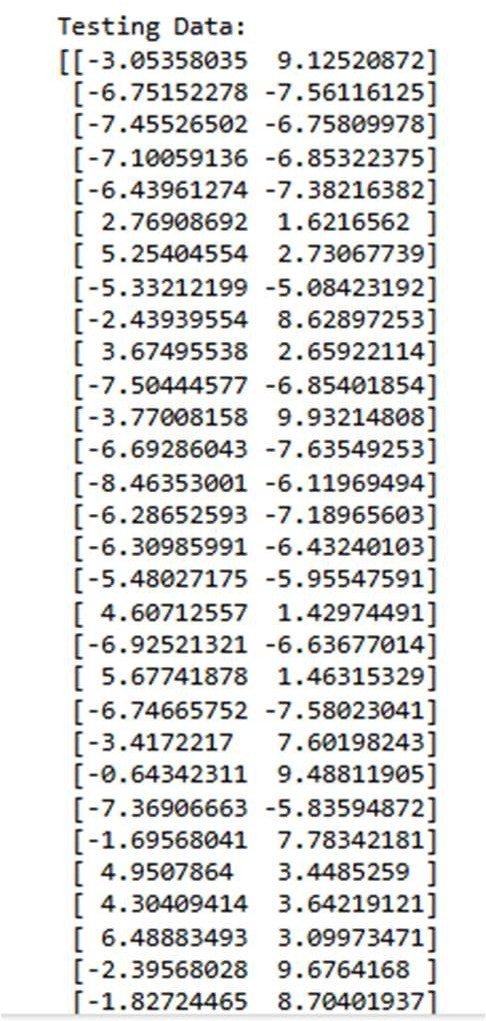 Testing Data:
[[-3.05358035  9.12520872]
[-6.75152278 -7.56116125]
[-7.45526502 -6.75809978]
[-7.10059136 -6.85322375]
[-6.43961274 -7.38216382]
[ 2.76908692  1.6216562 ]
[ 5.25404554  2.73067739]
[-5.33212199 -5.08423192]
[-2.43939554  8.62897253]
[ 3.67495538  2.65922114]
[-7.50444577 -6.85401854]
[-3.77008158  9.93214808]
[-6.69286043 -7.63549253]
[-8.46353001 -6.11969494]
[-6.28652593 -7.18965603]
[-6.30985991 -6.43240103]
[-5.48027175 -5.95547591]
[ 4.60712557  1.42974491]
[-6.92521321 -6.63677014]
[ 5.67741878  1.46315329]
[-6.74665752 -7.58023041]
[-3.4172217   7.60198243]
[-0.64342311  9.48811905]
[-7.36906663 -5.83594872]
[-1.69568041  7.78342181]
[ 4.9507864   3.4485259 ]
[ 4.30409414  3.64219121]
[ 6.48883493  3.09973471]
[-2.39568028  9.6764168 ]
[-1.82724465  8.70401937]